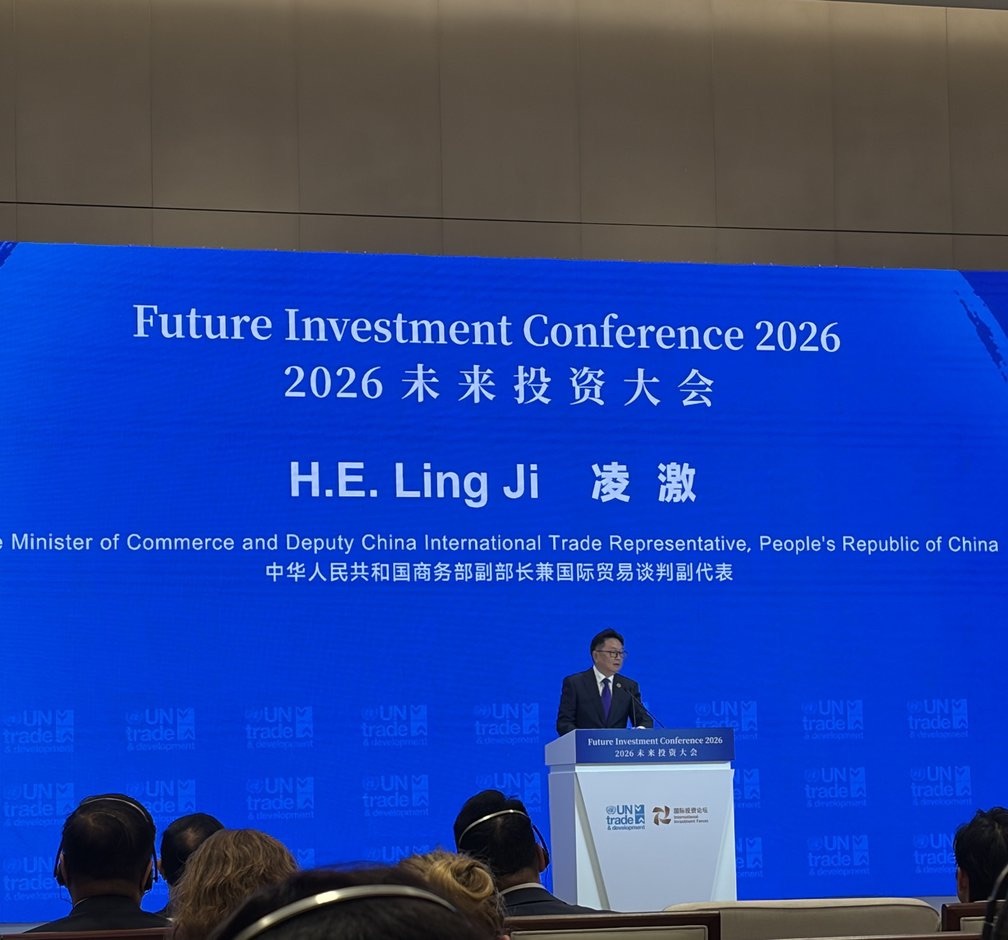 Future Investment Conference 2026
2026 未来投资大会
H.E. Ling Ji 凌激
Minister of Commerce and Deputy China International Trade Representative, People's Republic of China
中华人民共和国商务部副部长兼国际贸易谈判副代表
Future Investment Conference 2026
2026 未来投资大会
UN
trade
& development
国际投资论坛
International
Investment Forum